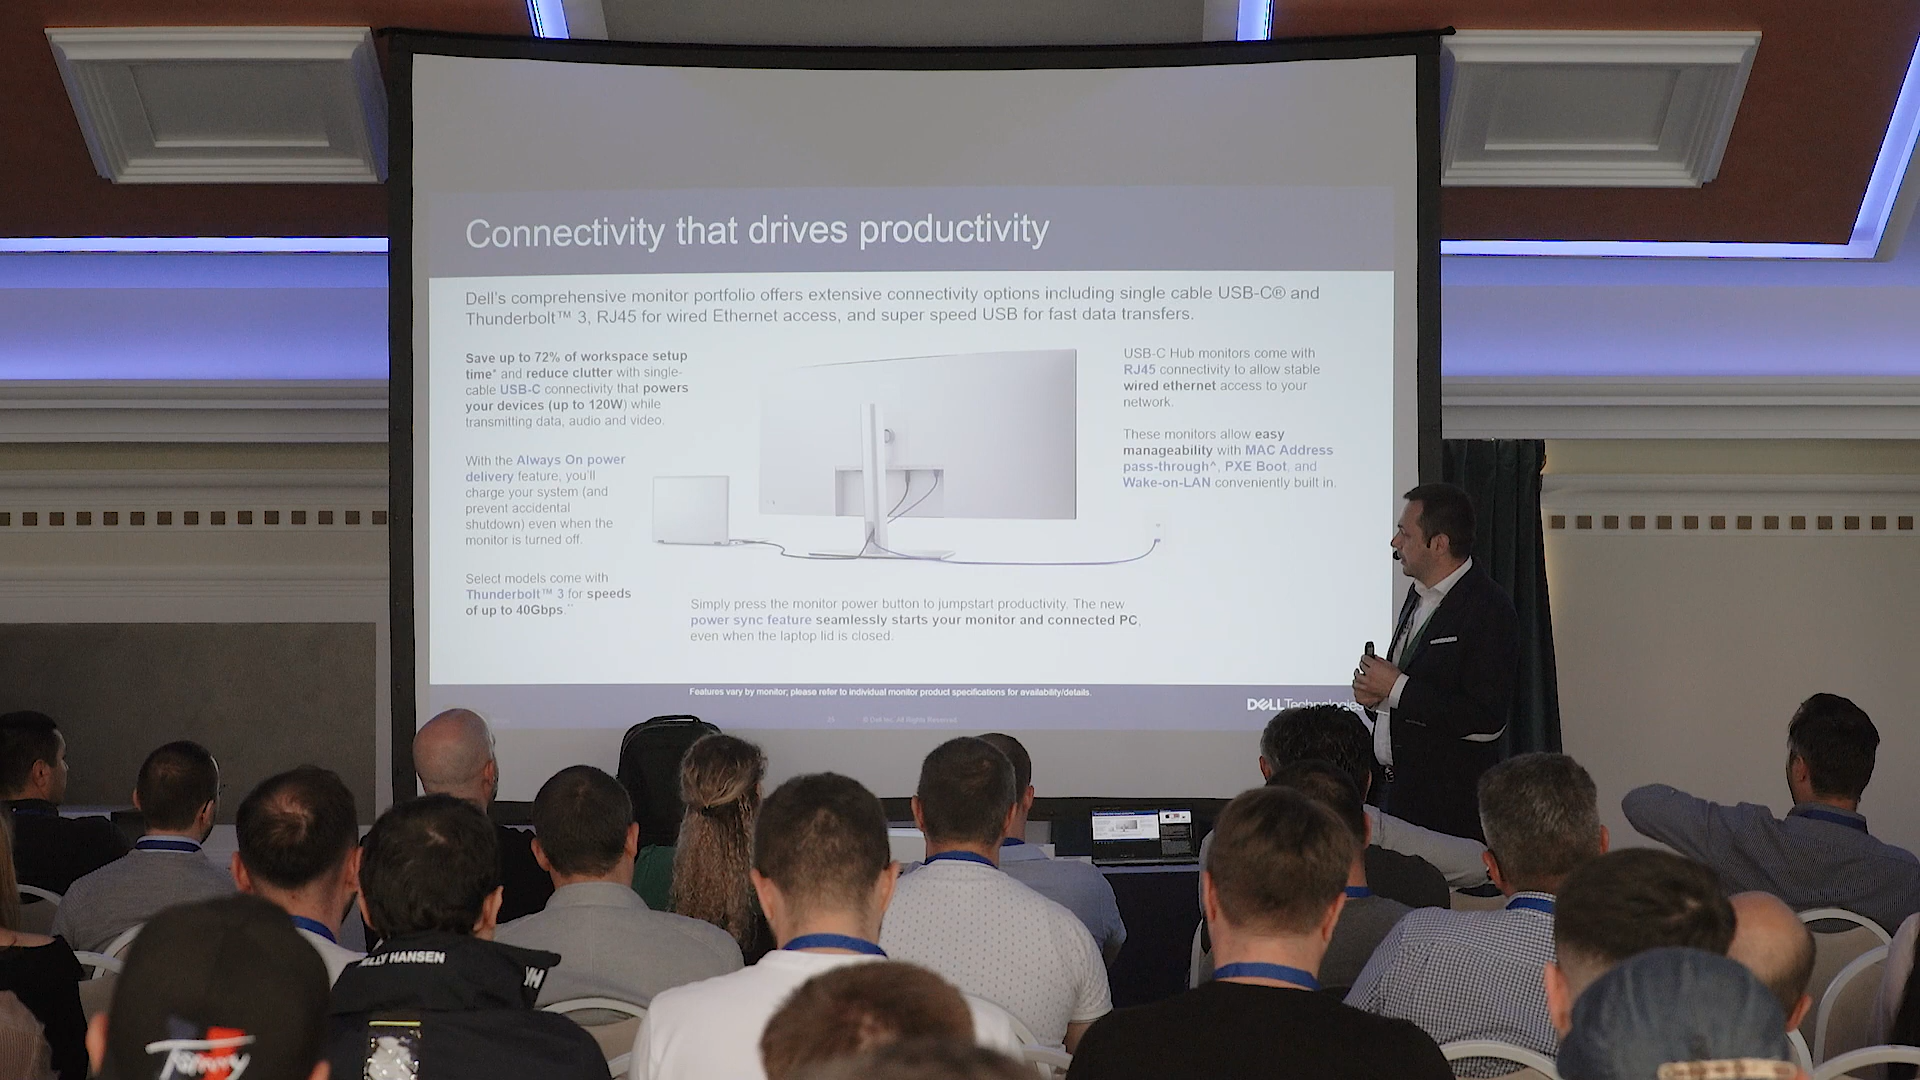 Connectivity that drives productivity
Dell's comprehensive monitor portfolio offers extensive connectivity options including single cable USB-C® and
Thunderbolt™ 3, RJ45 for wired Ethernet access, and super speed USB for fast data transfers.
Save up to 72% of workspace setup
time* and reduce clutter with single-
cable USB-C connectivity that powers
your devices (up to 120W) while
transmitting data, audio and video.
With the Always On power
delivery feature, you'll
charge your system (and
prevent accidental
shutdown) even when the
monitor is turned off.
Select models come with
Thunderbolt™ 3 for speeds
of up to 40Gbps.
USB-C Hub monitors come with
RJ45 connectivity to allow stable
wired ethernet access to your
network.
These monitors allow easy
manageability with MAC Address
pass-through^, PXE Boot, and
Wake-on-LAN conveniently built in.
Simply press the monitor power button to jumpstart productivity. The new
power sync feature seamlessly starts your monitor and connected PC,
even when the laptop lid is closed.
Features vary by monitor; please refer to individual monitor product specifications for availability/details.
© Dell Inc. All Rights Reserved.
DELL Technologies
ELLY HANSEN
HH